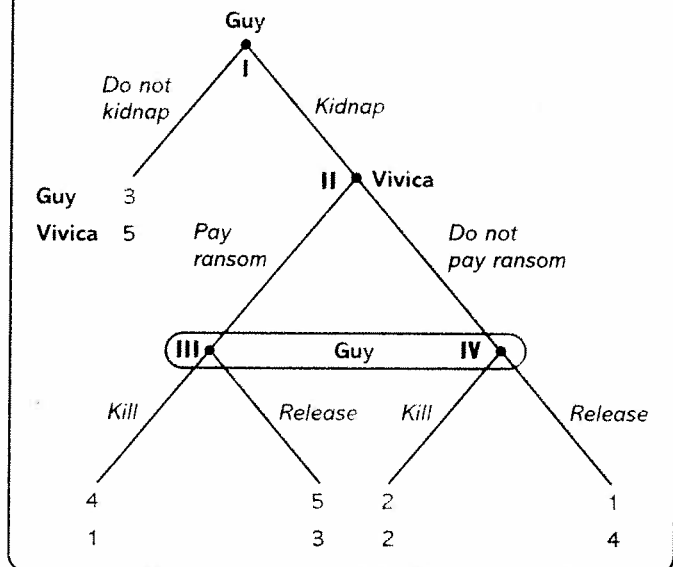 Guy
I
Do not
kidnap
Kidnap
Guy 3
Vivica 5
II Vivica
Pay
ransom
Do not
pay ransom
III Guy IV
Kill Release Kill Release
4 5 2 1
1 3 2 4